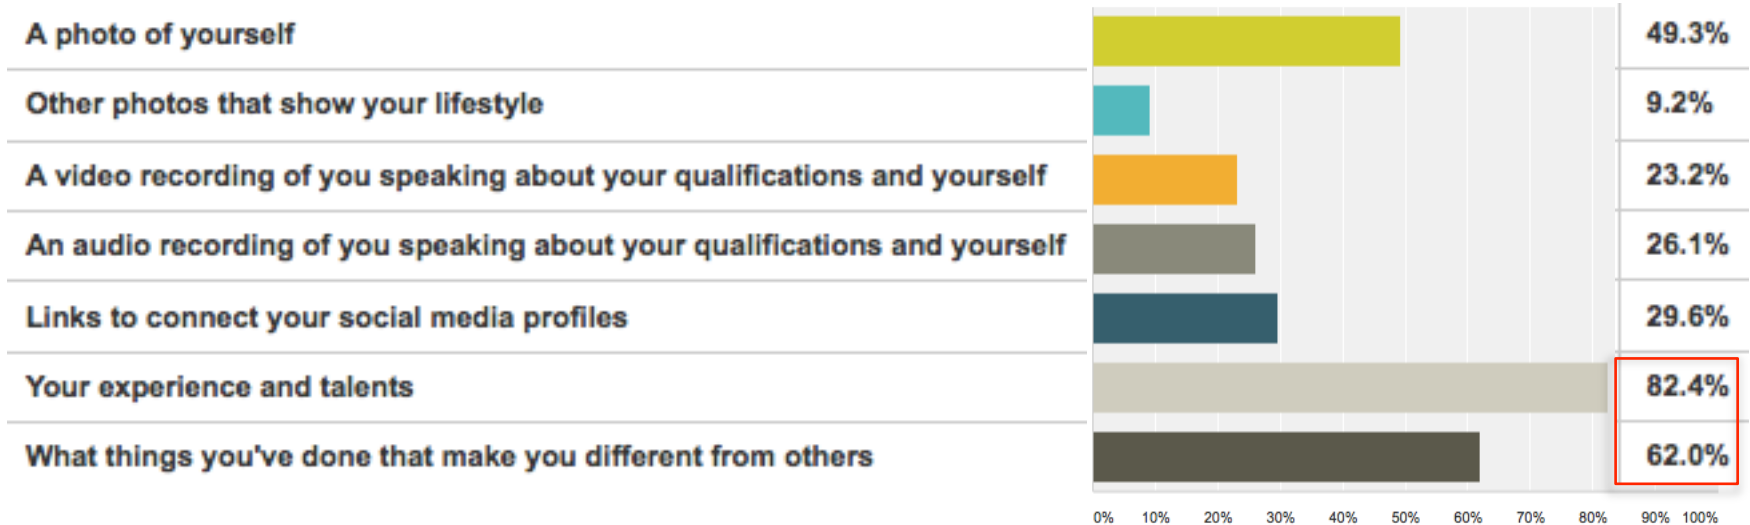 A photo of yourself 49.3%
Other photos that show your lifestyle 9.2%
A video recording of you speaking about your qualifications and yourself 23.2%
An audio recording of you speaking about your qualifications and yourself 26.1%
Links to connect your social media profiles 29.6%
Your experience and talents 82.4%
What things you've done that make you different from others 62.0%
0% 10% 20% 30% 40% 50% 60% 70% 80% 90% 100%